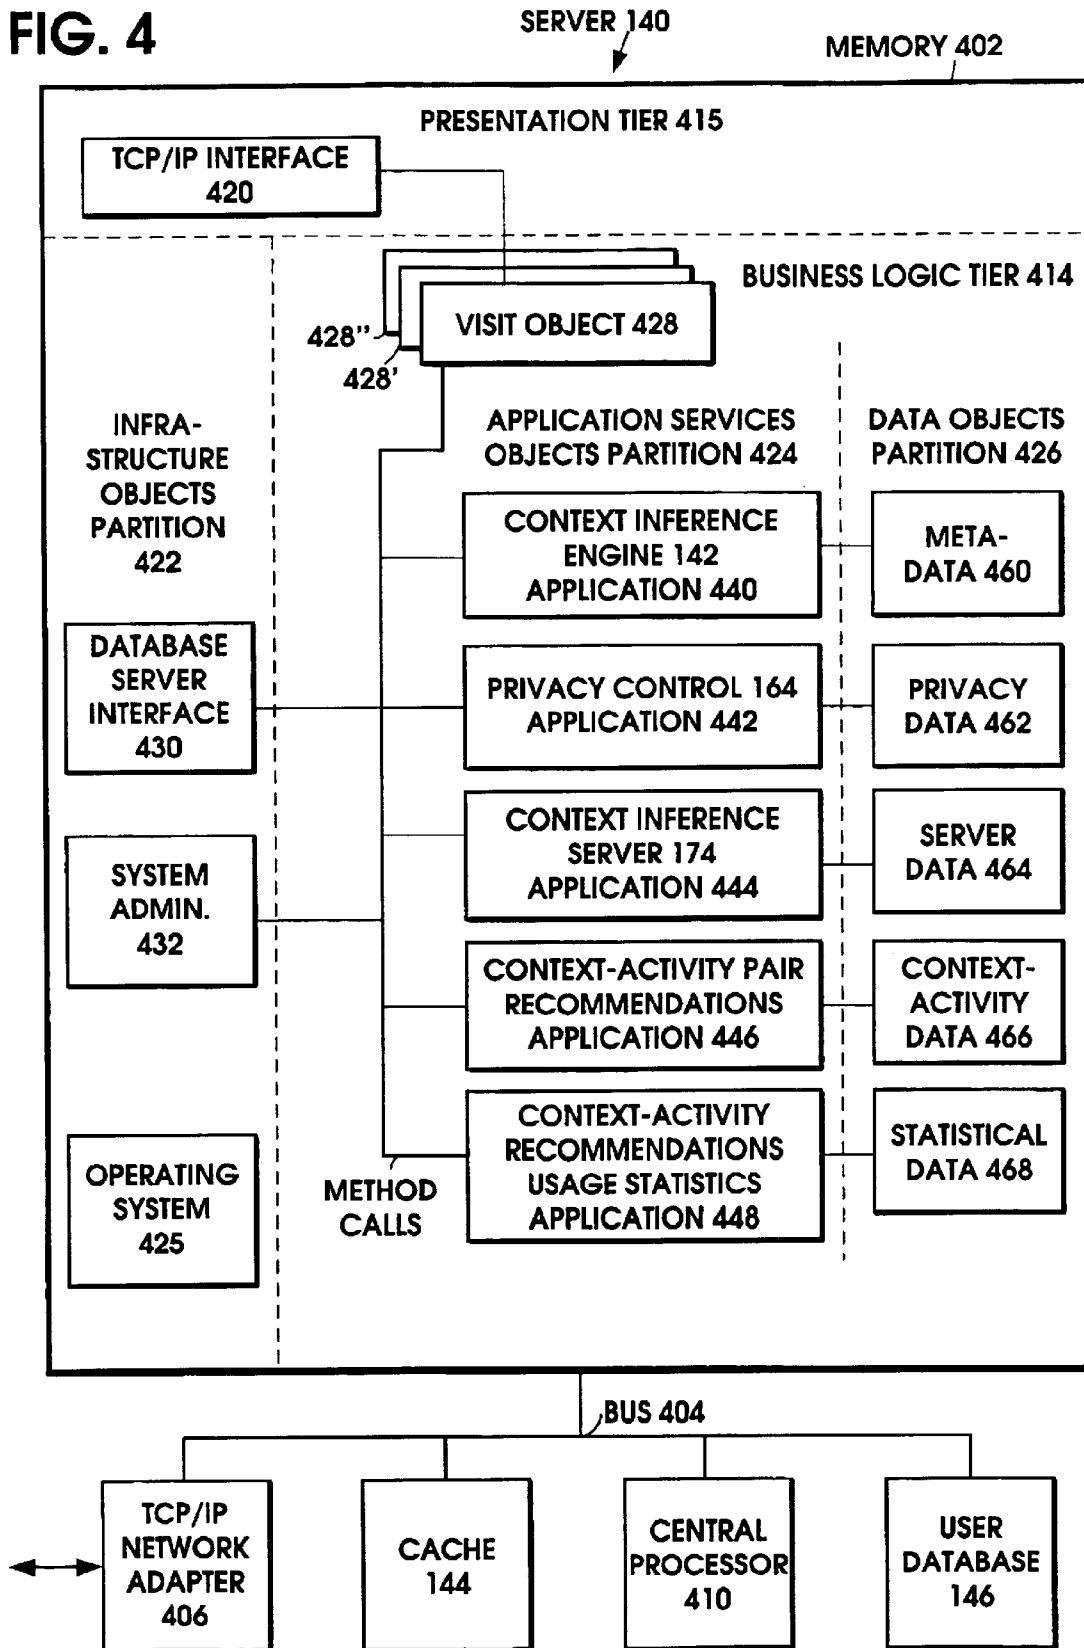 FIG. 4
SERVER 140
MEMORY 402
PRESENTATION TIER 415
TCP/IP INTERFACE
420
BUSINESS LOGIC TIER 414
VISIT OBJECT 428
428''
428'
INFRA-
STRUCTURE
OBJECTS
PARTITION
422
APPLICATION SERVICES
OBJECTS PARTITION 424
DATA OBJECTS
PARTITION 426
CONTEXT INFERENCE
ENGINE 142
APPLICATION 440
META-
DATA 460
DATABASE
SERVER
INTERFACE
430
PRIVACY CONTROL 164
APPLICATION 442
PRIVACY
DATA 462
CONTEXT INFERENCE
SERVER 174
APPLICATION 444
SERVER
DATA 464
SYSTEM
ADMIN.
432
CONTEXT-ACTIVITY PAIR
RECOMMENDATIONS
APPLICATION 446
CONTEXT-
ACTIVITY
DATA 466
OPERATING
SYSTEM
425
METHOD
CALLS
CONTEXT-ACTIVITY
RECOMMENDATIONS
USAGE STATISTICS
APPLICATION 448
STATISTICAL
DATA 468
BUS 404
TCP/IP
NETWORK
ADAPTER
406
CACHE
144
CENTRAL
PROCESSOR
410
USER
DATABASE
146